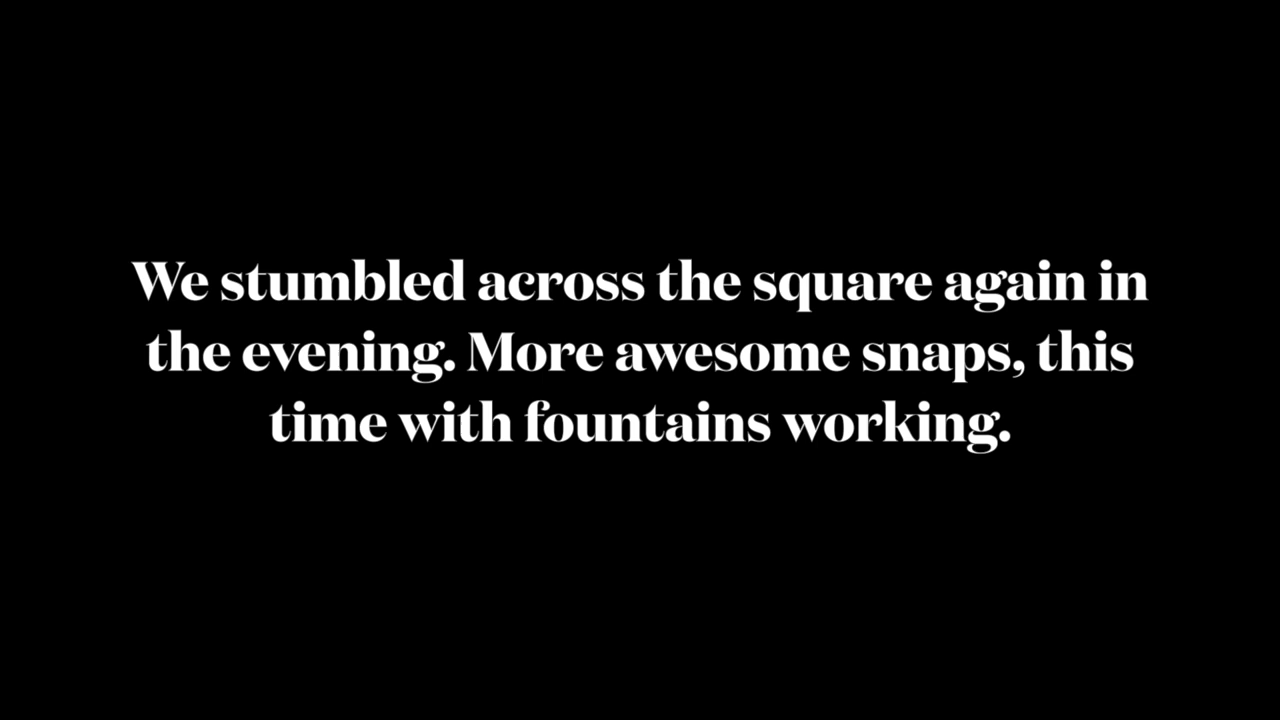 We stumbled across the square again in
the evening. More awesome snaps, this
time with fountains working.